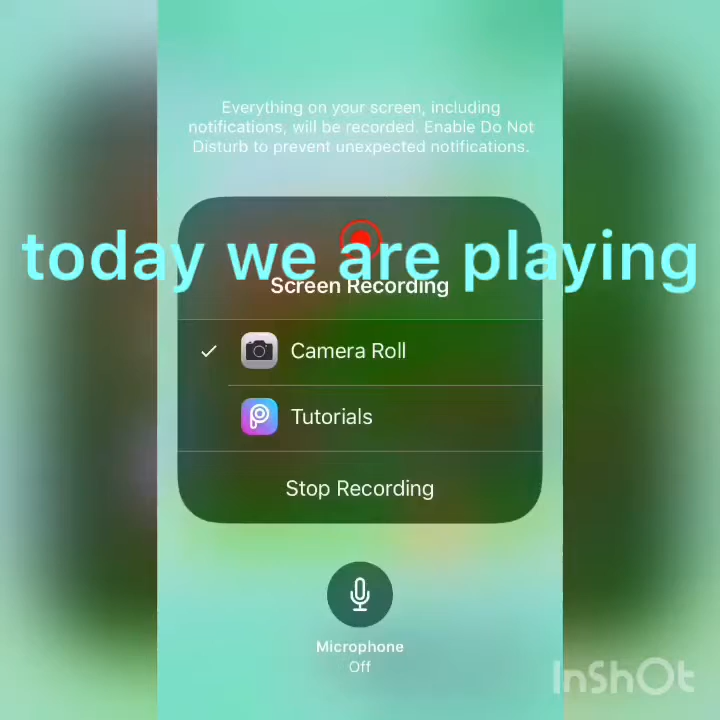 Everything on your screen, including
notifications, will be recorded. Enable Do Not
Disturb to prevent unexpected notifications.
today we are playing
Screen Recording
Camera Roll
Tutorials
Stop Recording
Microphone
Off
InShOt